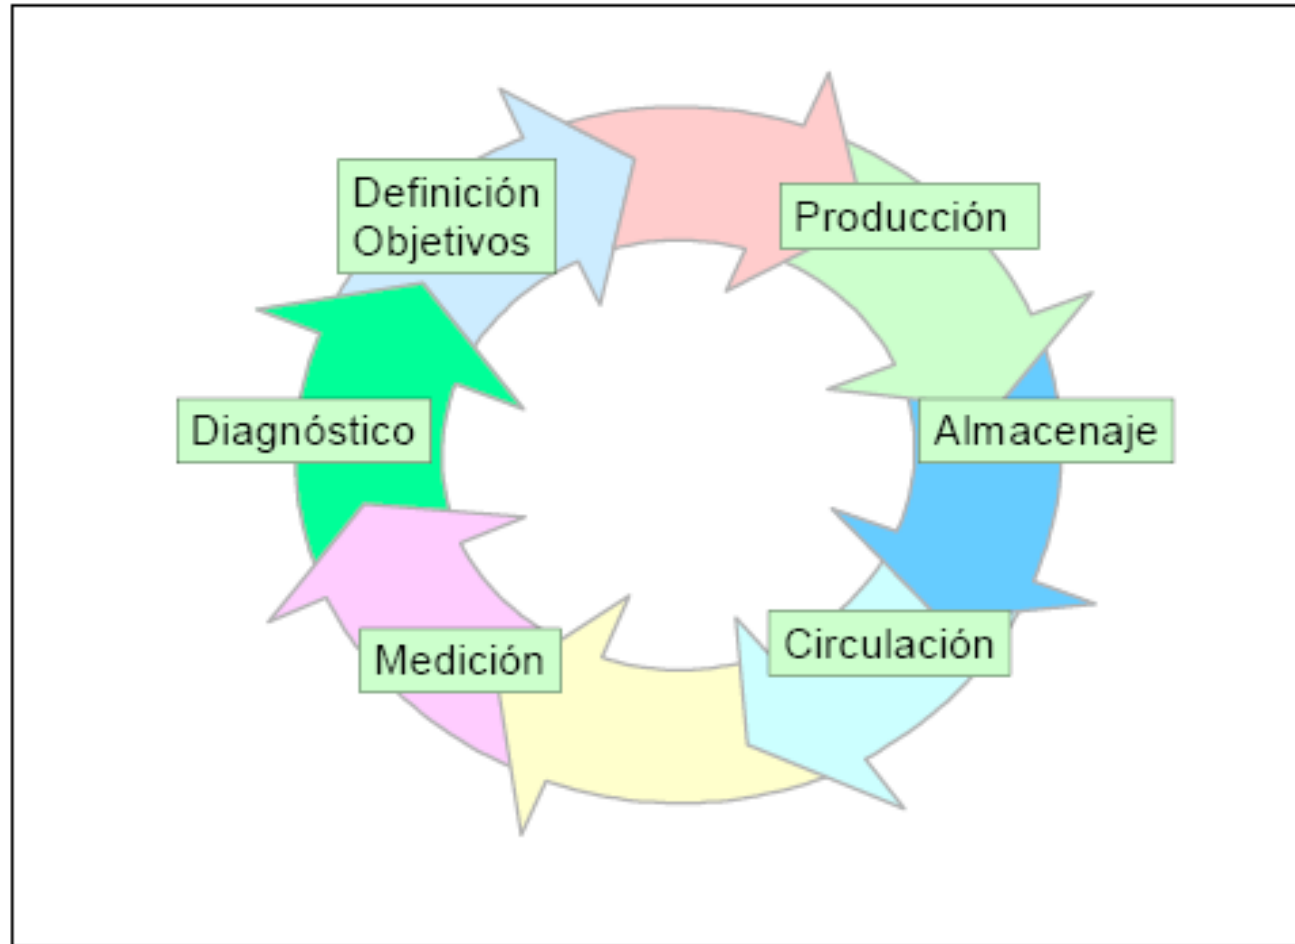 Definición
Objetivos
Producción
Diagnóstico
Almacenaje
Medición
Circulación